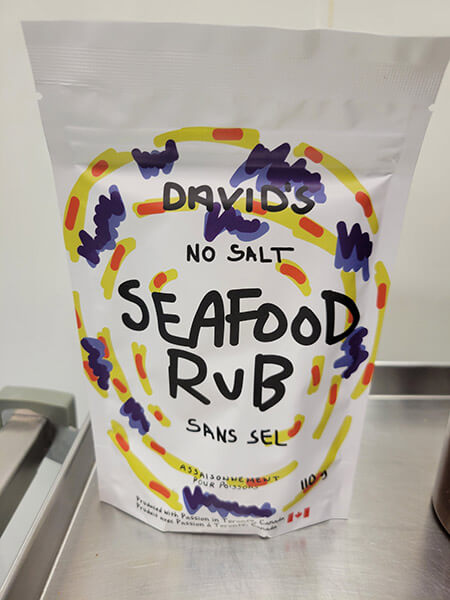 DAVID'S
NO SALT
SEAFOOD
RUB
SANS SEL
ASSAISONNEMENT
POUR POISSONS
110 g
Produced with Passion in Toronto, Canada
Produit avec Passion à Toronto, Canada